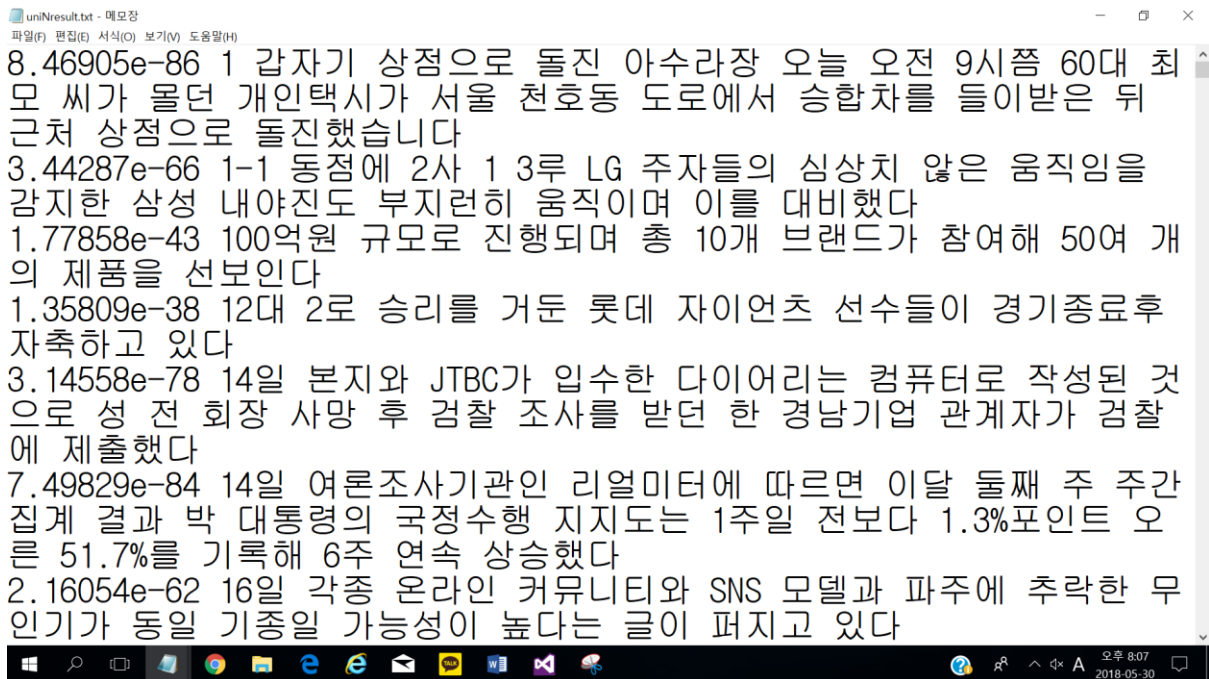 uniNresult.txt - 메모장
파일(F) 편집(E) 서식(O) 보기(V) 도움말(H)
8.46905e-86 1 갑자기 상점으로 돌진 아수라장 오늘 오전 9시쯤 60대 최
모 씨가 몰던 개인택시가 서울 천호동 도로에서 승합차를 들이받은 뒤
근처 상점으로 돌진했습니다
3.44287e-66 1-1 동점에 2사 1 3루 LG 주자들의 심상치 않은 움직임을
감지한 삼성 내야진도 부지런히 움직이며 이를 대비했다
1.77858e-43 100억원 규모로 진행되며 총 10개 브랜드가 참여해 50여 개
의 제품을 선보인다
1.35809e-38 12대 2로 승리를 거둔 롯데 자이언츠 선수들이 경기종료후
자축하고 있다
3.14558e-78 14일 본지와 JTBC가 입수한 다이어리는 컴퓨터로 작성된 것
으로 성 전 회장 사망 후 검찰 조사를 받던 한 경남기업 관계자가 검찰
에 제출했다
7.49829e-84 14일 여론조사기관인 리얼미터에 따르면 이달 둘째 주 주간
집계 결과 박 대통령의 국정수행 지지도는 1주일 전보다 1.3%포인트 오
른 51.7%를 기록해 6주 연속 상승했다
2.16054e-62 16일 각종 온라인 커뮤니티와 SNS 모델과 파주에 추락한 무
인기가 동일 기종일 가능성이 높다는 글이 퍼지고 있다
TALK
A 오후 8:07
2018-05-30